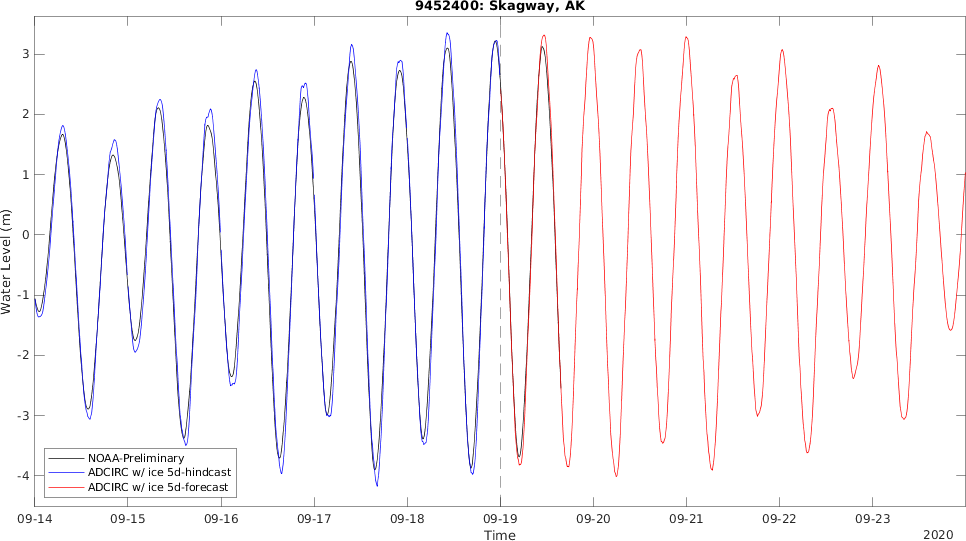 9452400: Skagway, AK
3
2
1
0
-1
-2
-3
-4
Water Level (m)
NOAA-Preliminary
ADCIRC w/ ice 5d-hindcast
ADCIRC w/ ice 5d-forecast
09-14 09-15 09-16 09-17 09-18 09-19 09-20 09-21 09-22 09-23
Time
2020